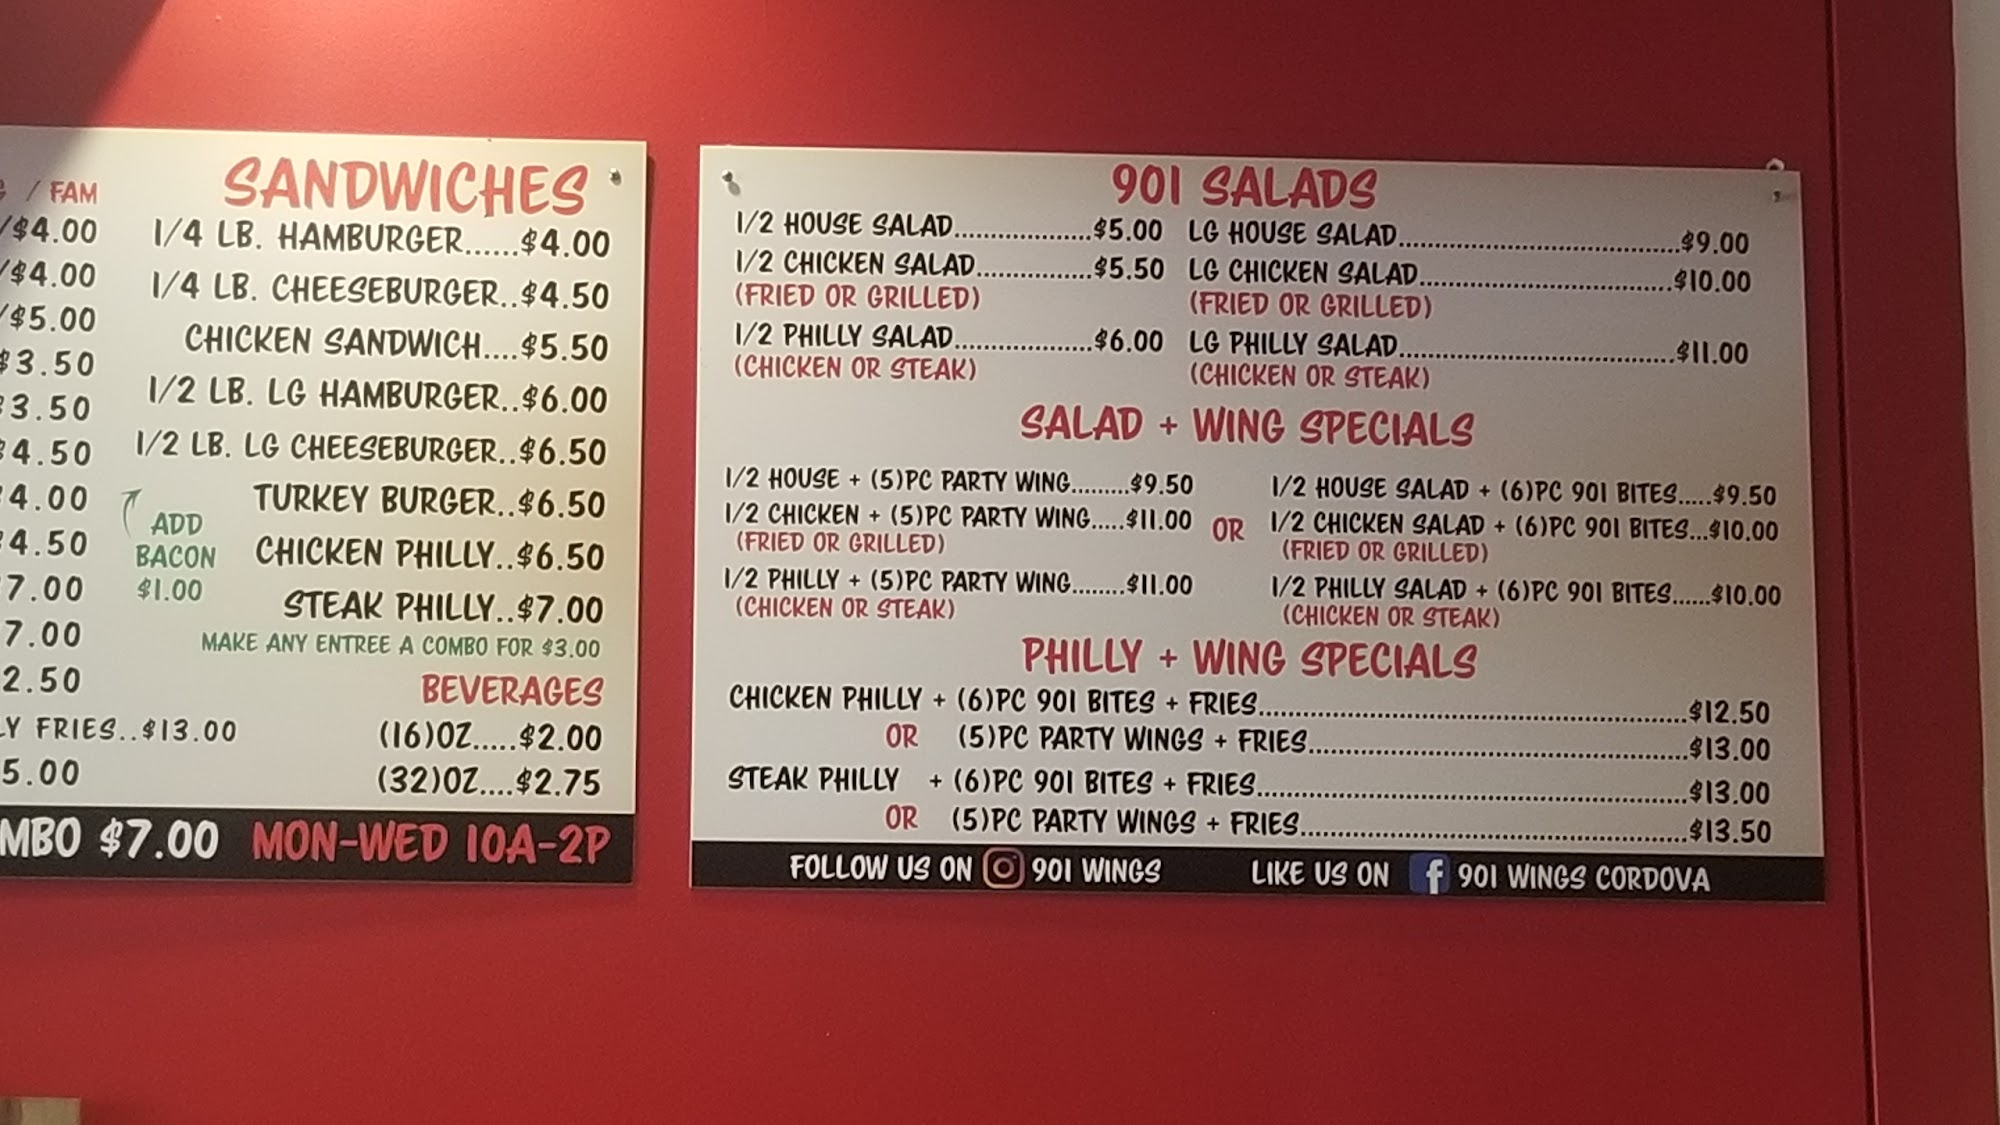 / FAM
/$4.00
/$4.00
/$5.00
$3.50
3.50
4.50
4.00
4.50
7.00
7.00
2.50
FRIES..$13.00
5.00
SANDWICHES
1/4 LB. HAMBURGER......$4.00
1/4 LB. CHEESEBURGER..$4.50
CHICKEN SANDWICH....$5.50
1/2 LB. LG HAMBURGER..$6.00
1/2 LB. LG CHEESEBURGER..$6.50
TURKEY BURGER..$6.50
CHICKEN PHILLY..$6.50
STEAK PHILLY..$7.00
ADD
BACON
$1.00
MAKE ANY ENTREE A COMBO FOR $3.00
BEVERAGES
(16)OZ.....$2.00
(32)OZ....$2.75
$7.00 MON-WED 10A-2P
901 SALADS
1/2 HOUSE SALAD....................$5.00
1/2 CHICKEN SALAD................$5.50
(FRIED OR GRILLED)
1/2 PHILLY SALAD....................$6.00
(CHICKEN OR STEAK)
LG HOUSE SALAD........................................$9.00
LG CHICKEN SALAD....................................$10.00
(FRIED OR GRILLED)
LG PHILLY SALAD.......................................$11.00
(CHICKEN OR STEAK)
SALAD + WING SPECIALS
1/2 HOUSE + (5)PC PARTY WING.........$9.50
1/2 CHICKEN + (5)PC PARTY WING.....$11.00
(FRIED OR GRILLED)
1/2 PHILLY + (5)PC PARTY WING........$11.00
(CHICKEN OR STEAK)
OR
1/2 HOUSE SALAD + (6)PC 901 BITES.....$9.50
1/2 CHICKEN SALAD + (6)PC 901 BITES...$10.00
(FRIED OR GRILLED)
1/2 PHILLY SALAD + (6)PC 901 BITES......$10.00
(CHICKEN OR STEAK)
PHILLY + WING SPECIALS
CHICKEN PHILLY + (6)PC 901 BITES + FRIES................................................................$12.50
OR (5)PC PARTY WINGS + FRIES.........................................................$13.00
STEAK PHILLY + (6)PC 901 BITES + FRIES................................................................$13.00
OR (5)PC PARTY WINGS + FRIES..........................................................$13.50
FOLLOW US ON 901 WINGS LIKE US ON f 901 WINGS CORDOVA